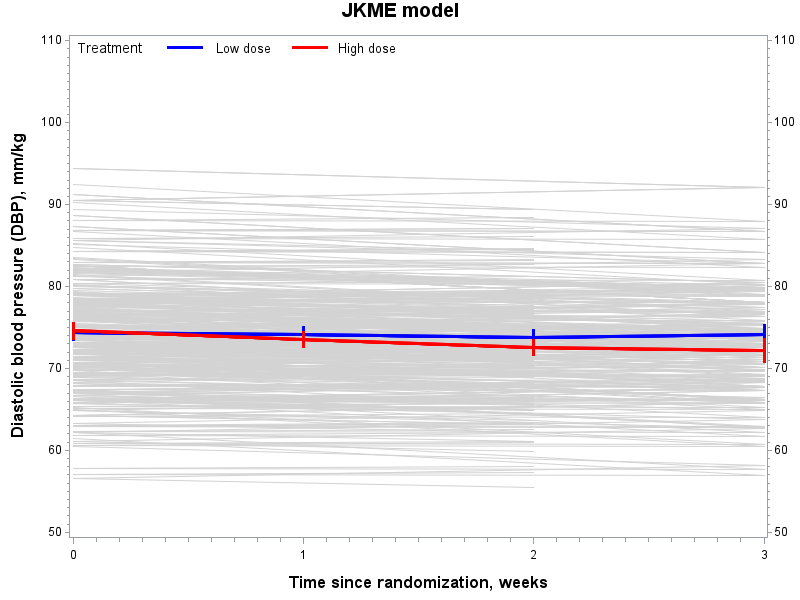 JKME model
Treatment Low dose High dose
Diastolic blood pressure (DBP), mm/kg
110 110
100 100
90 90
80 80
70 70
60 60
50 50
0 1 2 3
Time since randomization, weeks